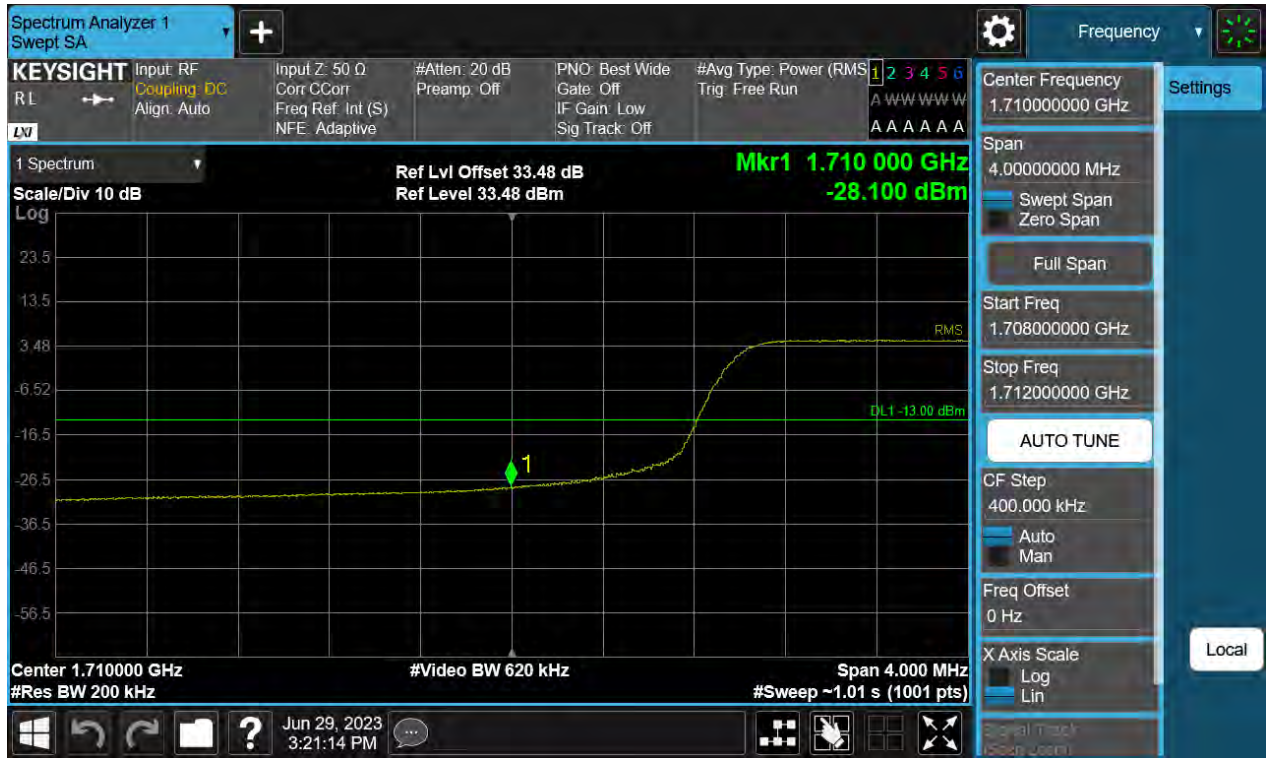 Spectrum Analyzer 1
Swept SA
Frequency
KEYSIGHT
RL
LXI
Input: RF
Coupling: DC
Align: Auto
Input Z: 50 Ω
Corr CCorr
Freq Ref: Int (S)
NFE: Adaptive
#Atten: 20 dB
Preamp: Off
PNO: Best Wide
Gate: Off
IF Gain: Low
Sig Track: Off
#Avg Type: Power (RMS
Trig: Free Run
1 2 3 4 5 6
A W W W W W
A A A A A A
1 Spectrum
Scale/Div 10 dB
Log
Ref Lvl Offset 33.48 dB
Ref Level 33.48 dBm
Mkr1 1.710 000 GHz
-28.100 dBm
23.5
13.5
3.48
-6.52
-16.5
-26.5
-36.5
-46.5
-56.5
RMS
DL1 -13.00 dBm
1
Center 1.710000 GHz
#Res BW 200 kHz
#Video BW 620 kHz
Span 4.000 MHz
#Sweep ~1.01 s (1001 pts)
Center Frequency
1.710000000 GHz
Span
4.00000000 MHz
Swept Span
Zero Span
Full Span
Start Freq
1.708000000 GHz
Stop Freq
1.712000000 GHz
AUTO TUNE
CF Step
400.000 kHz
Auto
Man
Freq Offset
0 Hz
X Axis Scale
Log
Lin
Signal Track
(Span Zoom)
Settings
Local
?
Jun 29, 2023
3:21:14 PM